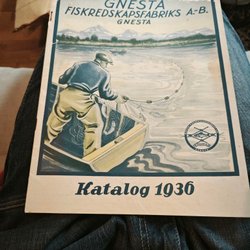 GNESTA
FISKREDSKAPSFABRIKS A.-B.
GNESTA
Katalog 1936